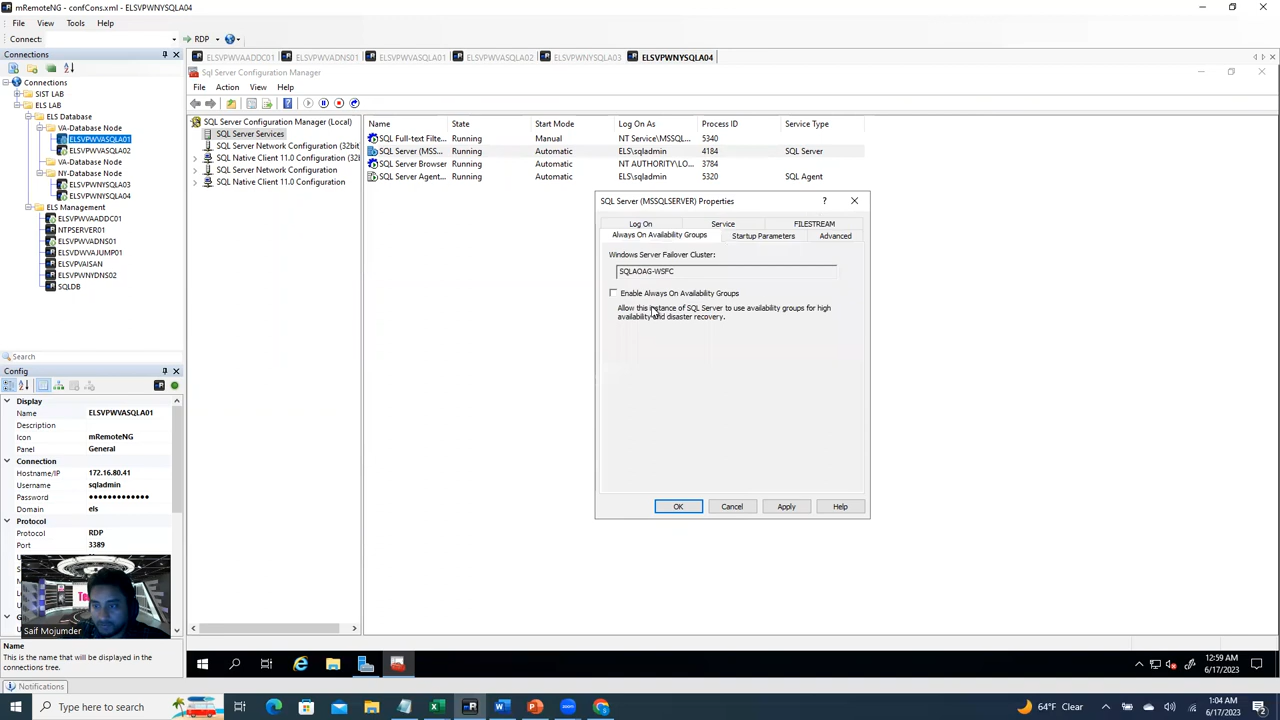 mRemoteNG - confCons.xml - ELSVPWNYSQLA04
File View Tools Help
Connect: RDP
Connections
Connections
SIST LAB
ELS LAB
ELS Database
VA-Database Node
ELSVPWVASQLA01
ELSVPWVASQLA02
VA-Database Node
NY-Database Node
ELSVPWNYSQLA03
ELSVPWNYSQLA04
ELS Management
ELSVPWVAADDC01
NTPSERVER01
ELSVPWVADNS01
ELSVDWVAJUMP01
ELSVPVAISAN
ELSVPWNYDNS02
SQLDB
Search
Config
Display
Name ELSVPWVASQLA01
Description
Icon mRemoteNG
Panel General
Connection
Hostname/IP 172.16.80.41
Username sqladmin
Password ●●●●●●●●●●●●●
Domain els
Protocol
Protocol RDP
Port 3389
Saif Mojumder
Name
This is the name that will be displayed in the connections tree.
Notifications
ELSVPWVAADDC01 ELSVPWVADNS01 ELSVPWVASQLA01 ELSVPWVASQLA02 ELSVPWNYSQLA03 ELSVPWNYSQLA04
Sql Server Configuration Manager
File Action View Help
SQL Server Configuration Manager (Local)
SQL Server Services
SQL Server Network Configuration (32bit
SQL Native Client 11.0 Configuration (32l
SQL Server Network Configuration
SQL Native Client 11.0 Configuration
Name State Start Mode Log On As Process ID Service Type
SQL Full-text Filte... Running Manual NT Service\MSSQL... 5340
SQL Server (MSS... Running Automatic ELS\sqladmin 4184 SQL Server
SQL Server Browser Running Automatic NT AUTHORITY\LO... 3784
SQL Server Agent... Running Automatic ELS\sqladmin 5320 SQL Agent
SQL Server (MSSQLSERVER) Properties
Log On Service FILESTREAM
Always On Availability Groups Startup Parameters Advanced
Windows Server Failover Cluster:
SQLAOAG-WSFC
Enable Always On Availability Groups
Allow this instance of SQL Server to use availability groups for high
availability and disaster recovery.
OK Cancel Apply Help
12:59 AM
6/17/2023
Type here to search
64°F Clear
1:04 AM
6/17/2023